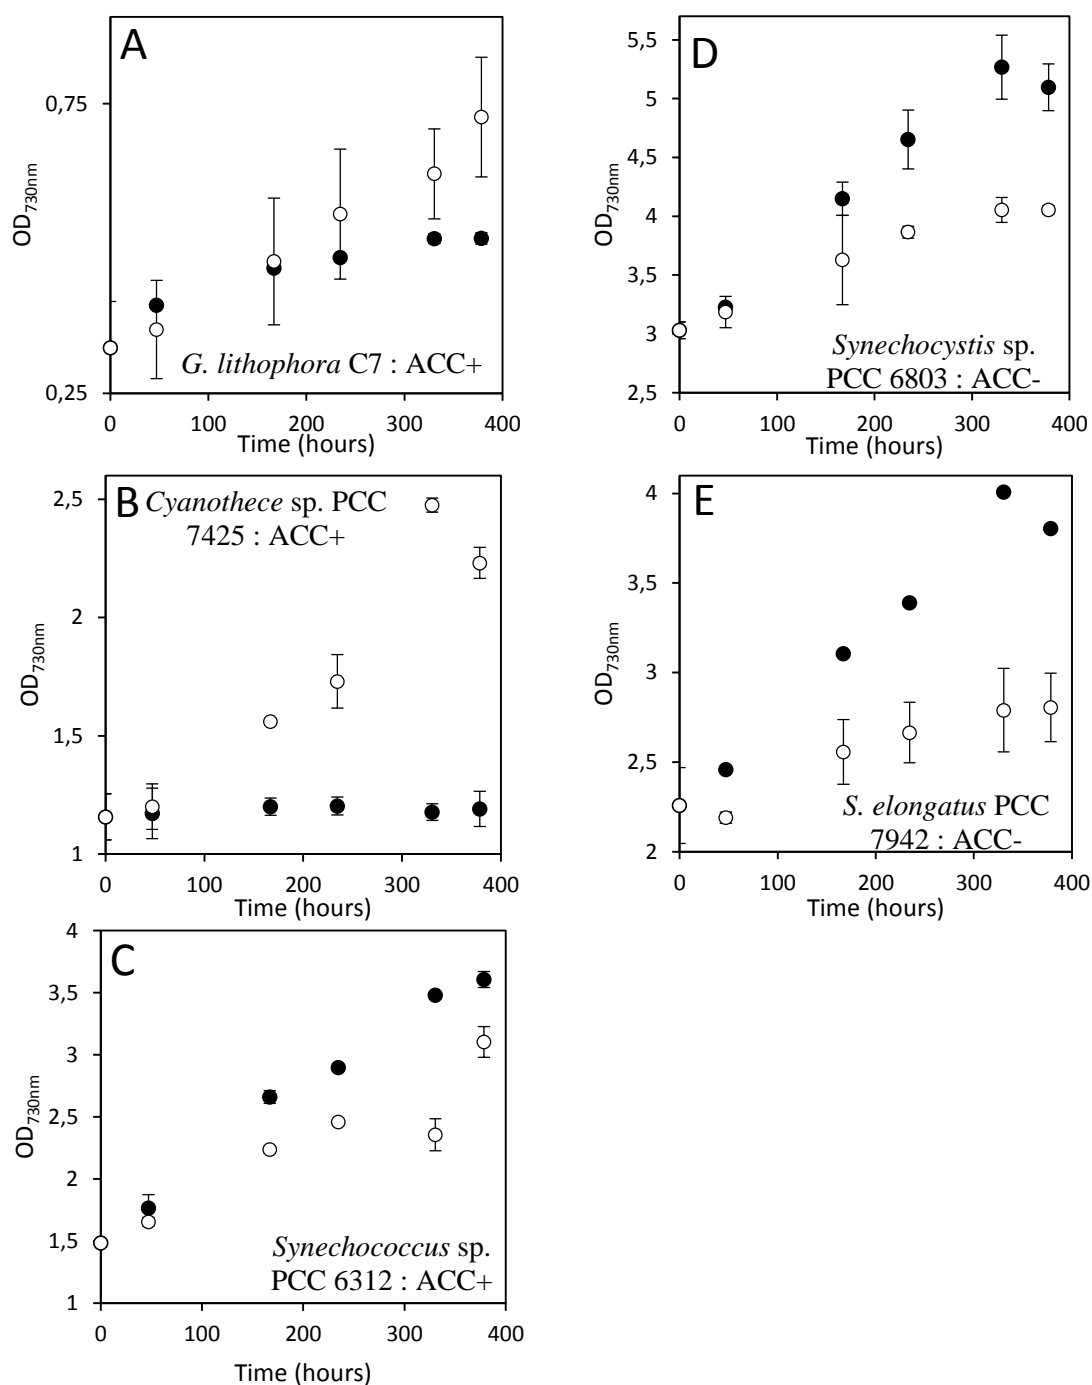 A
0,75
0,25
OD730nm
G. lithophora C7 : ACC+
0 100 200 300 400
Time (hours)
D
5,5
5
4,5
4
3,5
3
2,5
OD730nm
Synechocystis sp.
PCC 6803 : ACC-
0 100 200 300 400
Time (hours)
B
Cyanothece sp. PCC
7425 : ACC+
2,5
2
1,5
1
OD730nm
0 100 200 300 400
Time (hours)
E
4
3,5
3
2,5
2
OD730nm
S. elongatus PCC
7942 : ACC-
0 100 200 300 400
Time (hours)
C
4
3,5
3
2,5
2
1,5
1
OD730nm
Synechococcus sp.
PCC 6312 : ACC+
0 100 200 300 400
Time (hours)